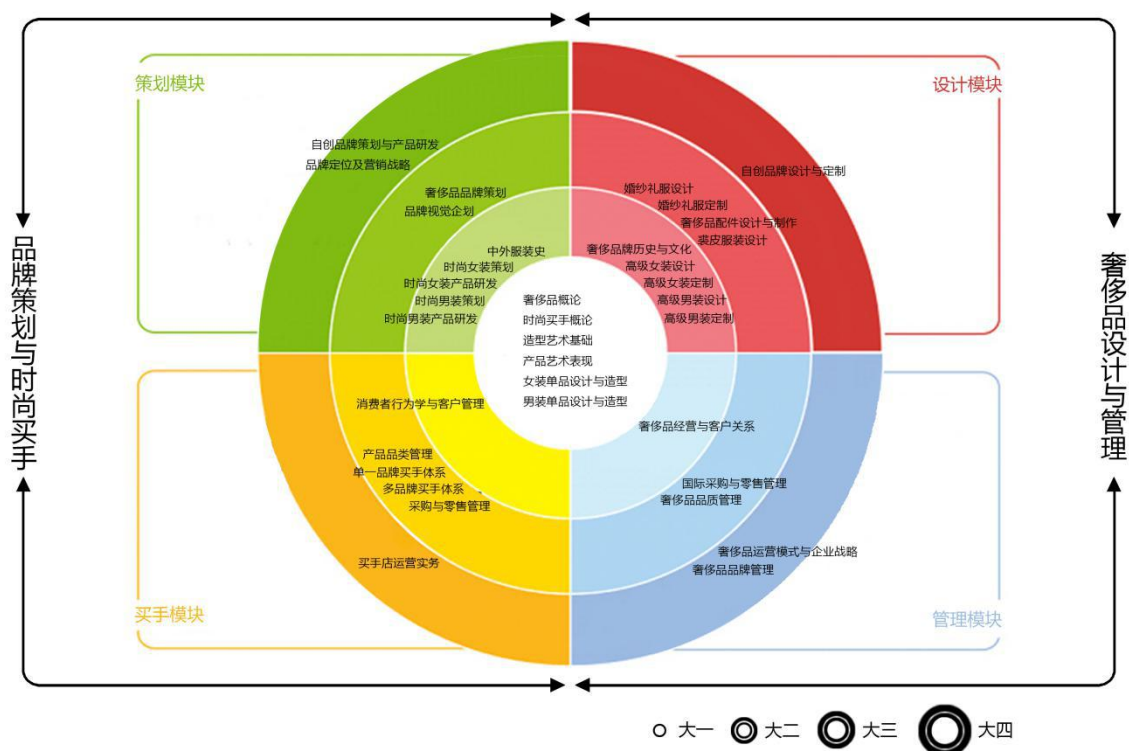 策划模块
设计模块
自创品牌策划与产品研发
品牌定位及营销战略
奢侈品品牌策划
品牌视觉企划
中外服装史
时尚女装策划
时尚女装产品研发
时尚男装策划
时尚男装产品研发
自创品牌设计与定制
婚纱礼服设计
婚纱礼服定制
奢侈品配件设计与制作
裘皮服装设计
奢侈品牌历史与文化
高级女装设计
高级女装定制
高级男装设计
高级男装定制
奢侈品概论
时尚买手概论
造型艺术基础
产品艺术表现
女装单品设计与造型
男装单品设计与造型
品牌策划与时尚买手
奢侈品设计与管理
消费者行为学与客户管理
产品品类管理
单一品牌买手体系
多品牌买手体系
采购与零售管理
买手店运营实务
奢侈品经营与客户关系
国际采购与零售管理
奢侈品品质管理
奢侈品运营模式与企业战略
奢侈品品牌管理
买手模块
管理模块
大一 大二 大三 大四